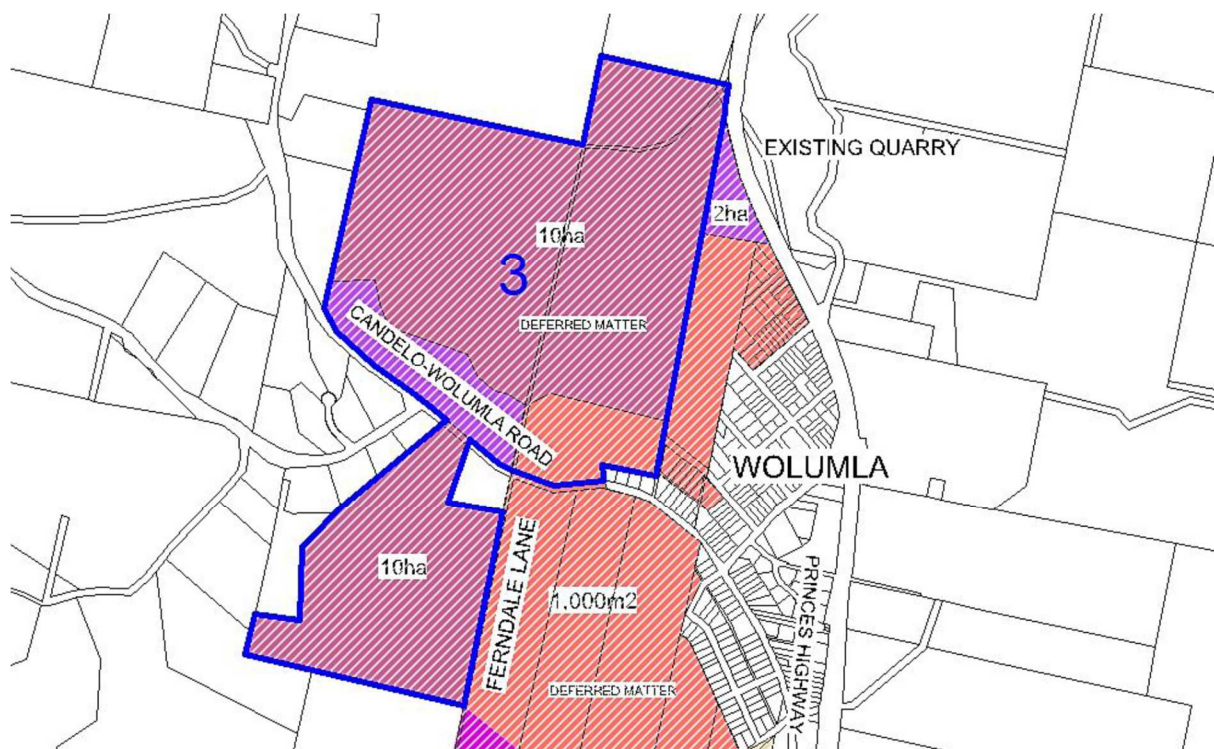 EXISTING QUARRY
2ha
10ha
3
DEFERRED MATTER
CANDELO-WOLUMLA ROAD
WOLUMLA
10ha
FERNDALE LANE
1,000m2
PRINCES HIGHWAY
DEFERRED MATTER